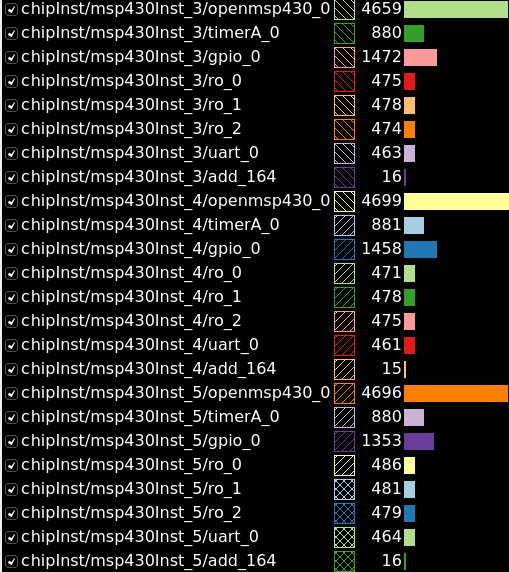 chipInst/msp430Inst_3/openmsp430_0 4659
chipInst/msp430Inst_3/timerA_0 880
chipInst/msp430Inst_3/gpio_0 1472
chipInst/msp430Inst_3/ro_0 475
chipInst/msp430Inst_3/ro_1 478
chipInst/msp430Inst_3/ro_2 474
chipInst/msp430Inst_3/uart_0 463
chipInst/msp430Inst_3/add_164 16
chipInst/msp430Inst_4/openmsp430_0 4699
chipInst/msp430Inst_4/timerA_0 881
chipInst/msp430Inst_4/gpio_0 1458
chipInst/msp430Inst_4/ro_0 471
chipInst/msp430Inst_4/ro_1 478
chipInst/msp430Inst_4/ro_2 475
chipInst/msp430Inst_4/uart_0 461
chipInst/msp430Inst_4/add_164 15
chipInst/msp430Inst_5/openmsp430_0 4696
chipInst/msp430Inst_5/timerA_0 880
chipInst/msp430Inst_5/gpio_0 1353
chipInst/msp430Inst_5/ro_0 486
chipInst/msp430Inst_5/ro_1 481
chipInst/msp430Inst_5/ro_2 479
chipInst/msp430Inst_5/uart_0 464
chipInst/msp430Inst_5/add_164 16